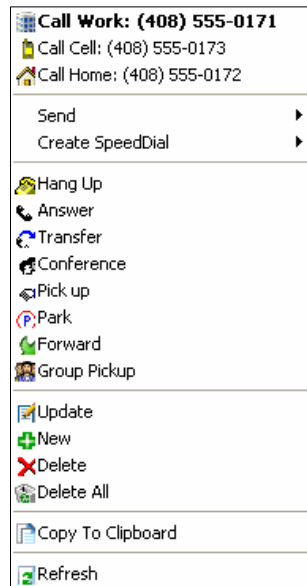 Call Work: (408) 555-0171
Call Cell: (408) 555-0173
Call Home: (408) 555-0172
Send
Create SpeedDial
Hang Up
Answer
Transfer
Conference
Pick up
Park
Forward
Group Pickup
Update
New
Delete
Delete All
Copy To Clipboard
Refresh